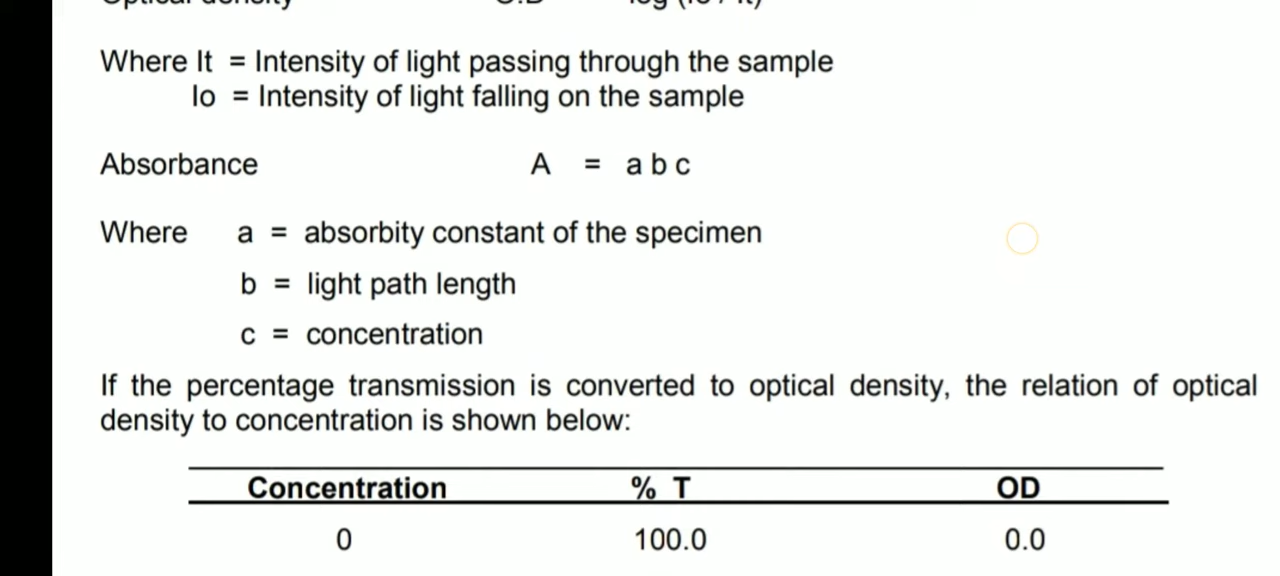 Where It = Intensity of light passing through the sample
Io = Intensity of light falling on the sample
Absorbance A = a b c
Where a = absorbity constant of the specimen
b = light path length
c = concentration
If the percentage transmission is converted to optical density, the relation of optical
density to concentration is shown below:
Concentration % T OD
0 100.0 0.0